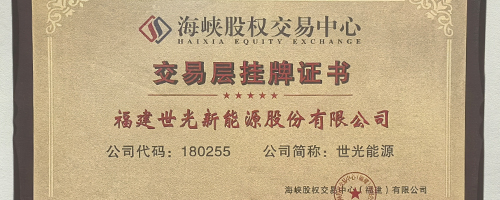 海峡股权交易中心
HAIXIA EQUITY EXCHANGE
交易层挂牌证书
★★★★★
福建世光新能源股份有限公司
公司代码：180255 公司简称：世光能源
海峡股权交易中心（福建）有限公司